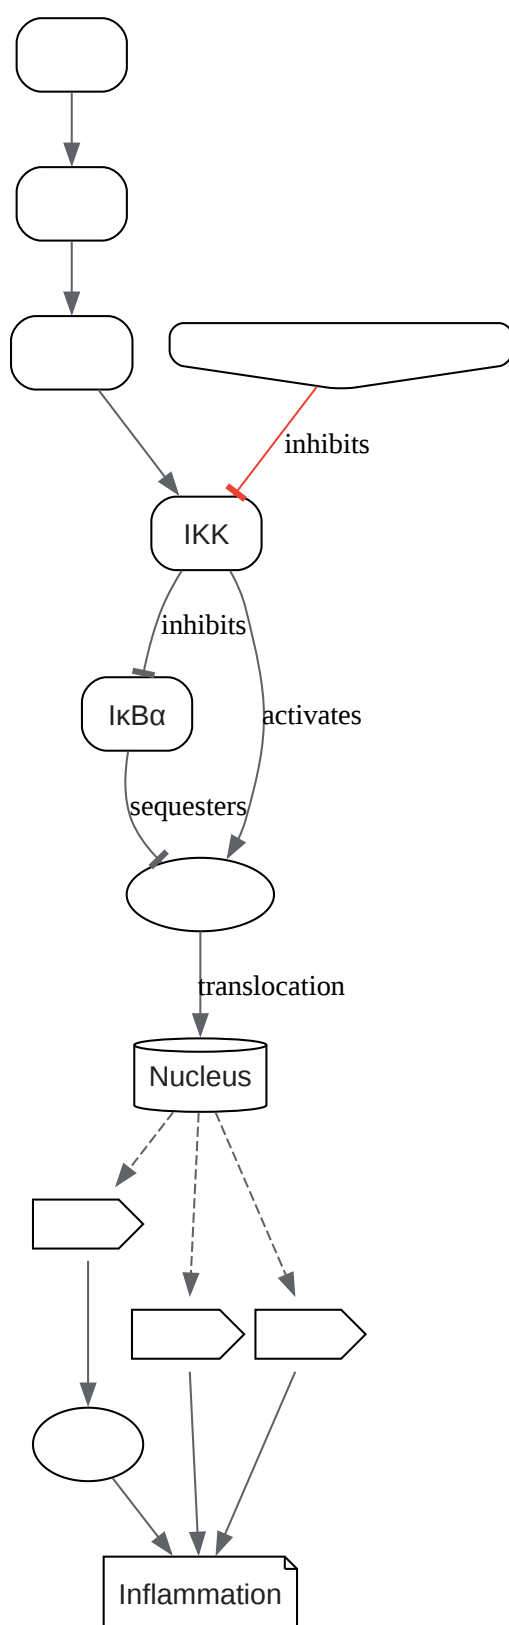 inhibits
IKK
inhibits
IκBα
activates
sequesters
translocation
Nucleus
Inflammation